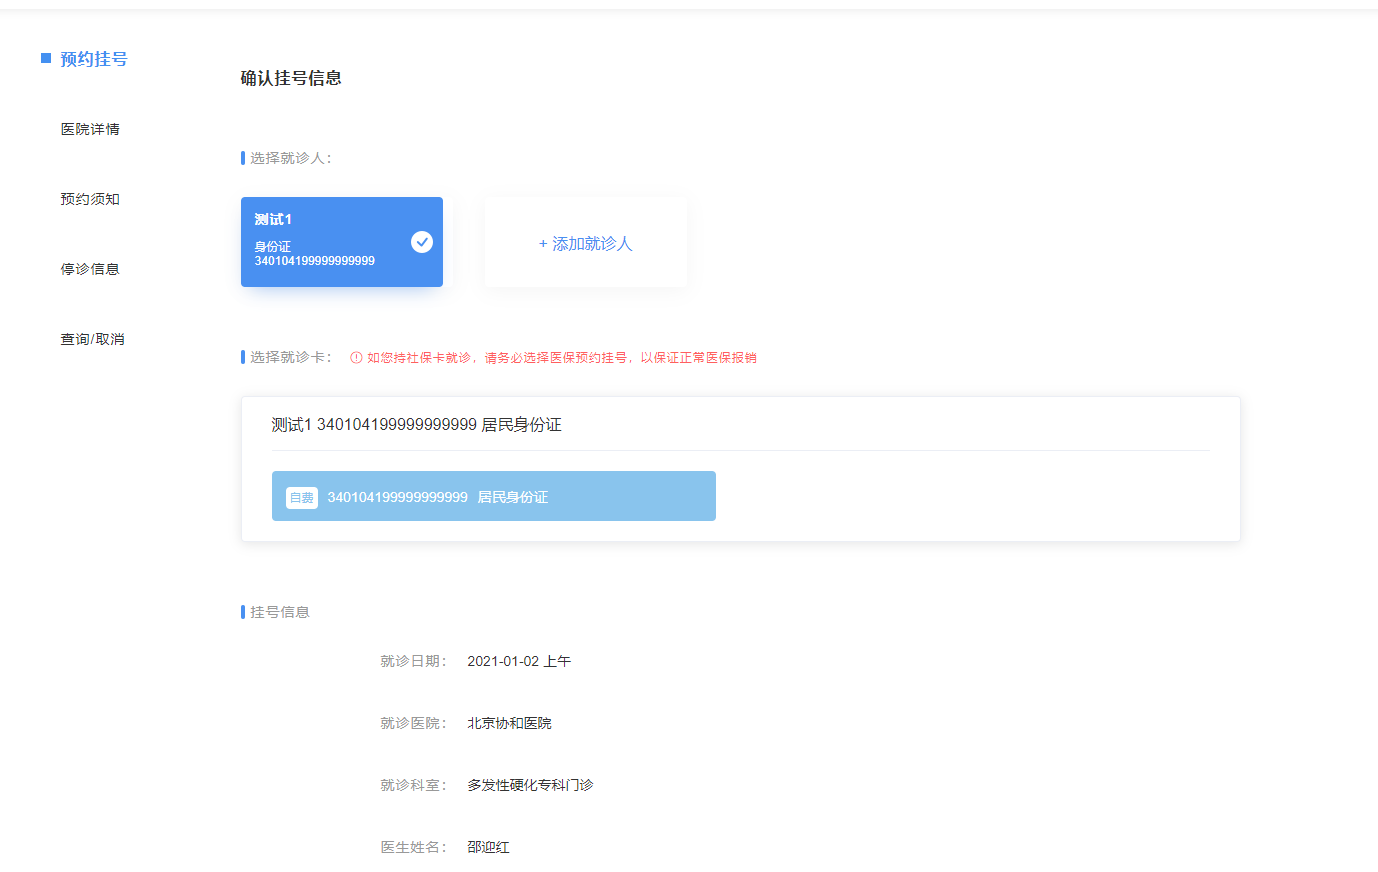 预约挂号
医院详情
预约须知
停诊信息
查询/取消
确认挂号信息
选择就诊人：
测试1
身份证
340104199999999999
+ 添加就诊人
选择就诊卡： 如您持社保卡就诊，请务必选择医保预约挂号，以保证正常医保报销
测试1 340104199999999999 居民身份证
自费 340104199999999999 居民身份证
挂号信息
就诊日期： 2021-01-02 上午
就诊医院： 北京协和医院
就诊科室： 多发性硬化专科门诊
医生姓名： 邵迎红